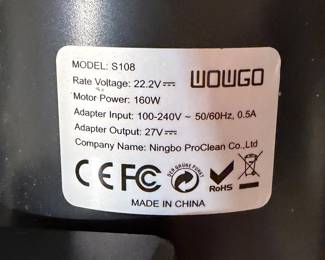 MODEL: S108
WOWGO
Rate Voltage: 22.2V⎓
Motor Power: 160W
Adapter Input: 100-240V ~ 50/60Hz, 0.5A
Adapter Output: 27V⎓
Company Name: Ningbo ProClean Co.,Ltd
CE FC DER GRÜNE PUNKT RoHS
MADE IN CHINA